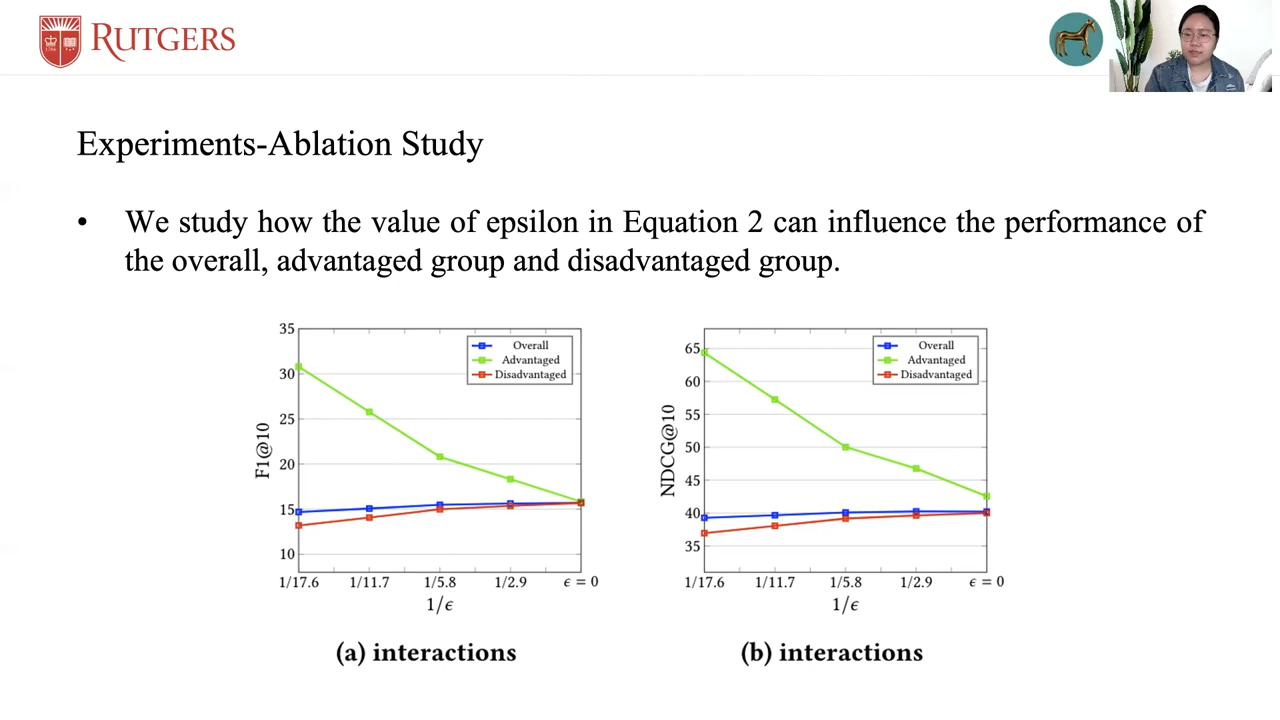 RUTGERS
1766
Experiments-Ablation Study
• We study how the value of epsilon in Equation 2 can influence the performance of
the overall, advantaged group and disadvantaged group.
35
30
25
20
15
10
F1@10
Overall
Advantaged
Disadvantaged
1/17.6 1/11.7 1/5.8 1/2.9 ϵ = 0
1/ϵ
(a) interactions
65
60
55
50
45
40
35
NDCG@10
Overall
Advantaged
Disadvantaged
1/17.6 1/11.7 1/5.8 1/2.9 ϵ = 0
1/ϵ
(b) interactions